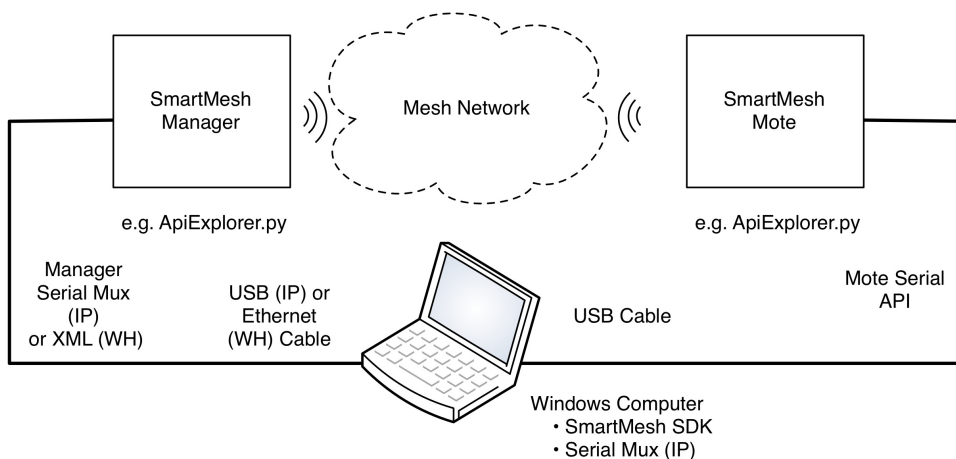 SmartMesh
Manager
Mesh Network
SmartMesh
Mote
e.g. ApiExplorer.py
e.g. ApiExplorer.py
Manager
Serial Mux
(IP)
or XML (WH)
USB (IP) or
Ethernet
(WH) Cable
USB Cable
Mote Serial
API
Windows Computer
• SmartMesh SDK
• Serial Mux (IP)